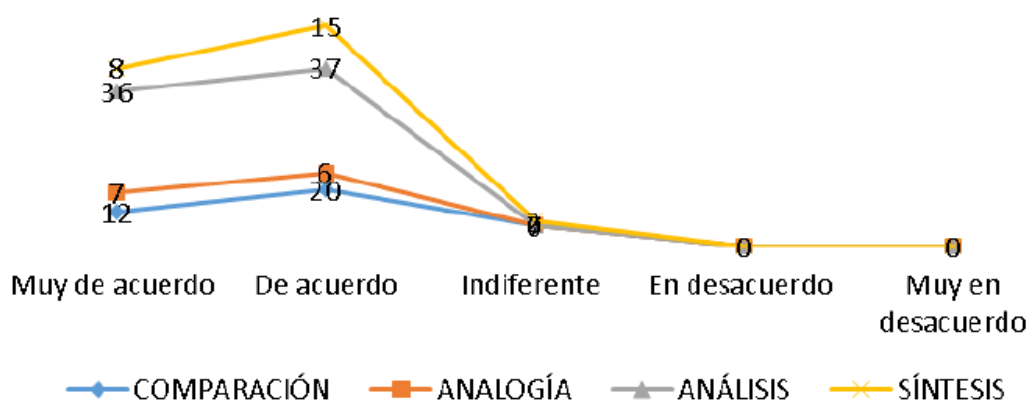 15
8
37
36
6
7
20
12
0
0
Muy de acuerdo
De acuerdo
Indiferente
En desacuerdo
Muy en
desacuerdo
COMPARACIÓN
ANALOGÍA
ANÁLISIS
SÍNTESIS